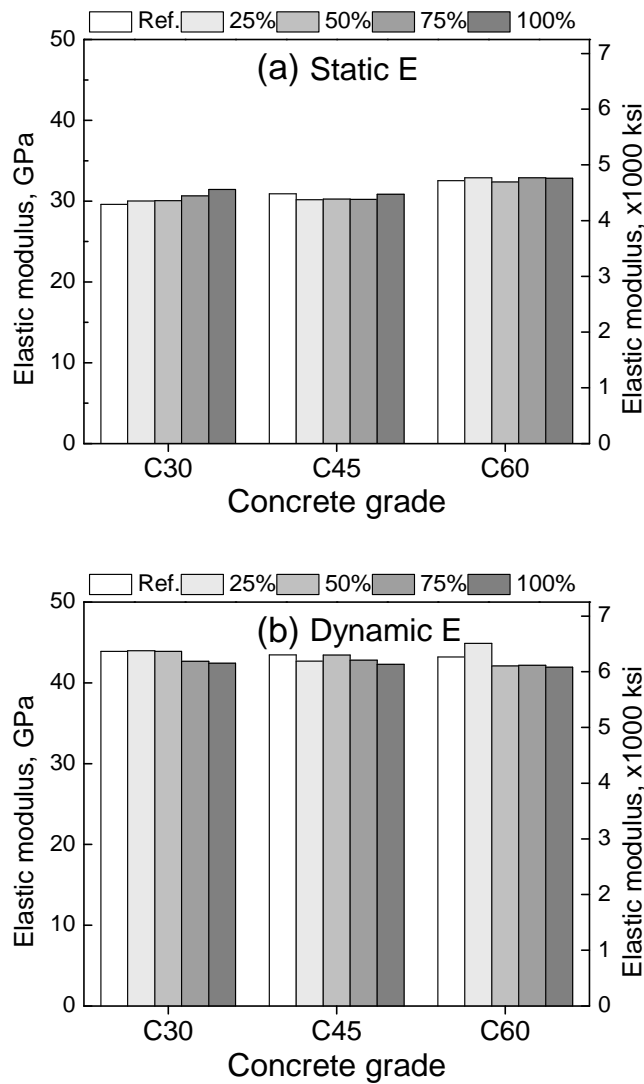 Ref. 25% 50% 75% 100%
(a) Static E
50
40
30
20
10
0
Elastic modulus, GPa
7
6
5
4
3
2
1
0
Elastic modulus, x1000 ksi
C30 C45 C60
Concrete grade
Ref. 25% 50% 75% 100%
(b) Dynamic E
50
40
30
20
10
0
Elastic modulus, GPa
7
6
5
4
3
2
1
0
Elastic modulus, x1000 ksi
C30 C45 C60
Concrete grade